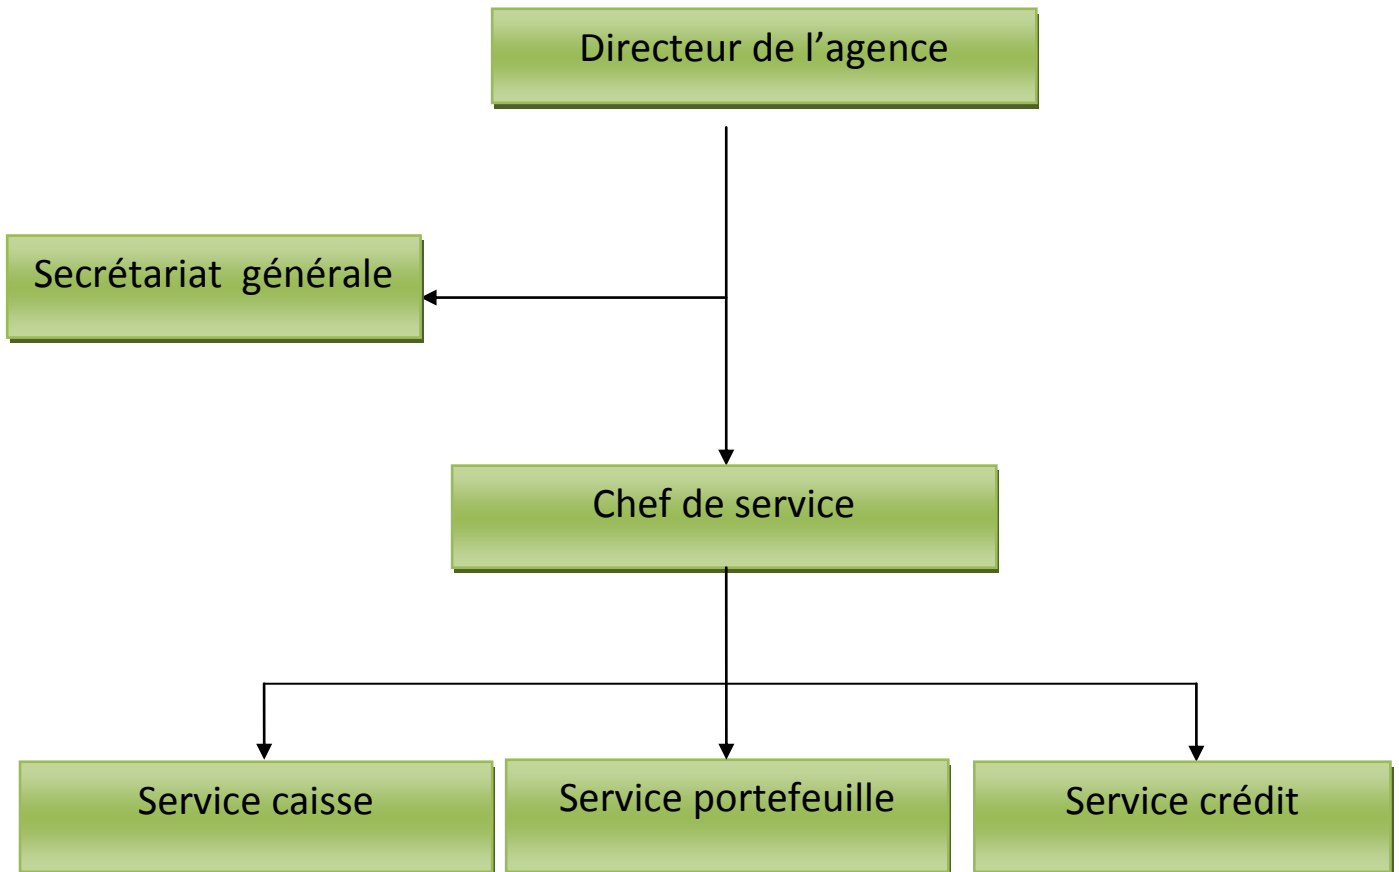 Directeur de l’agence
Secrétariat  générale
Chef de service
Service caisse
Service portefeuille
Service crédit